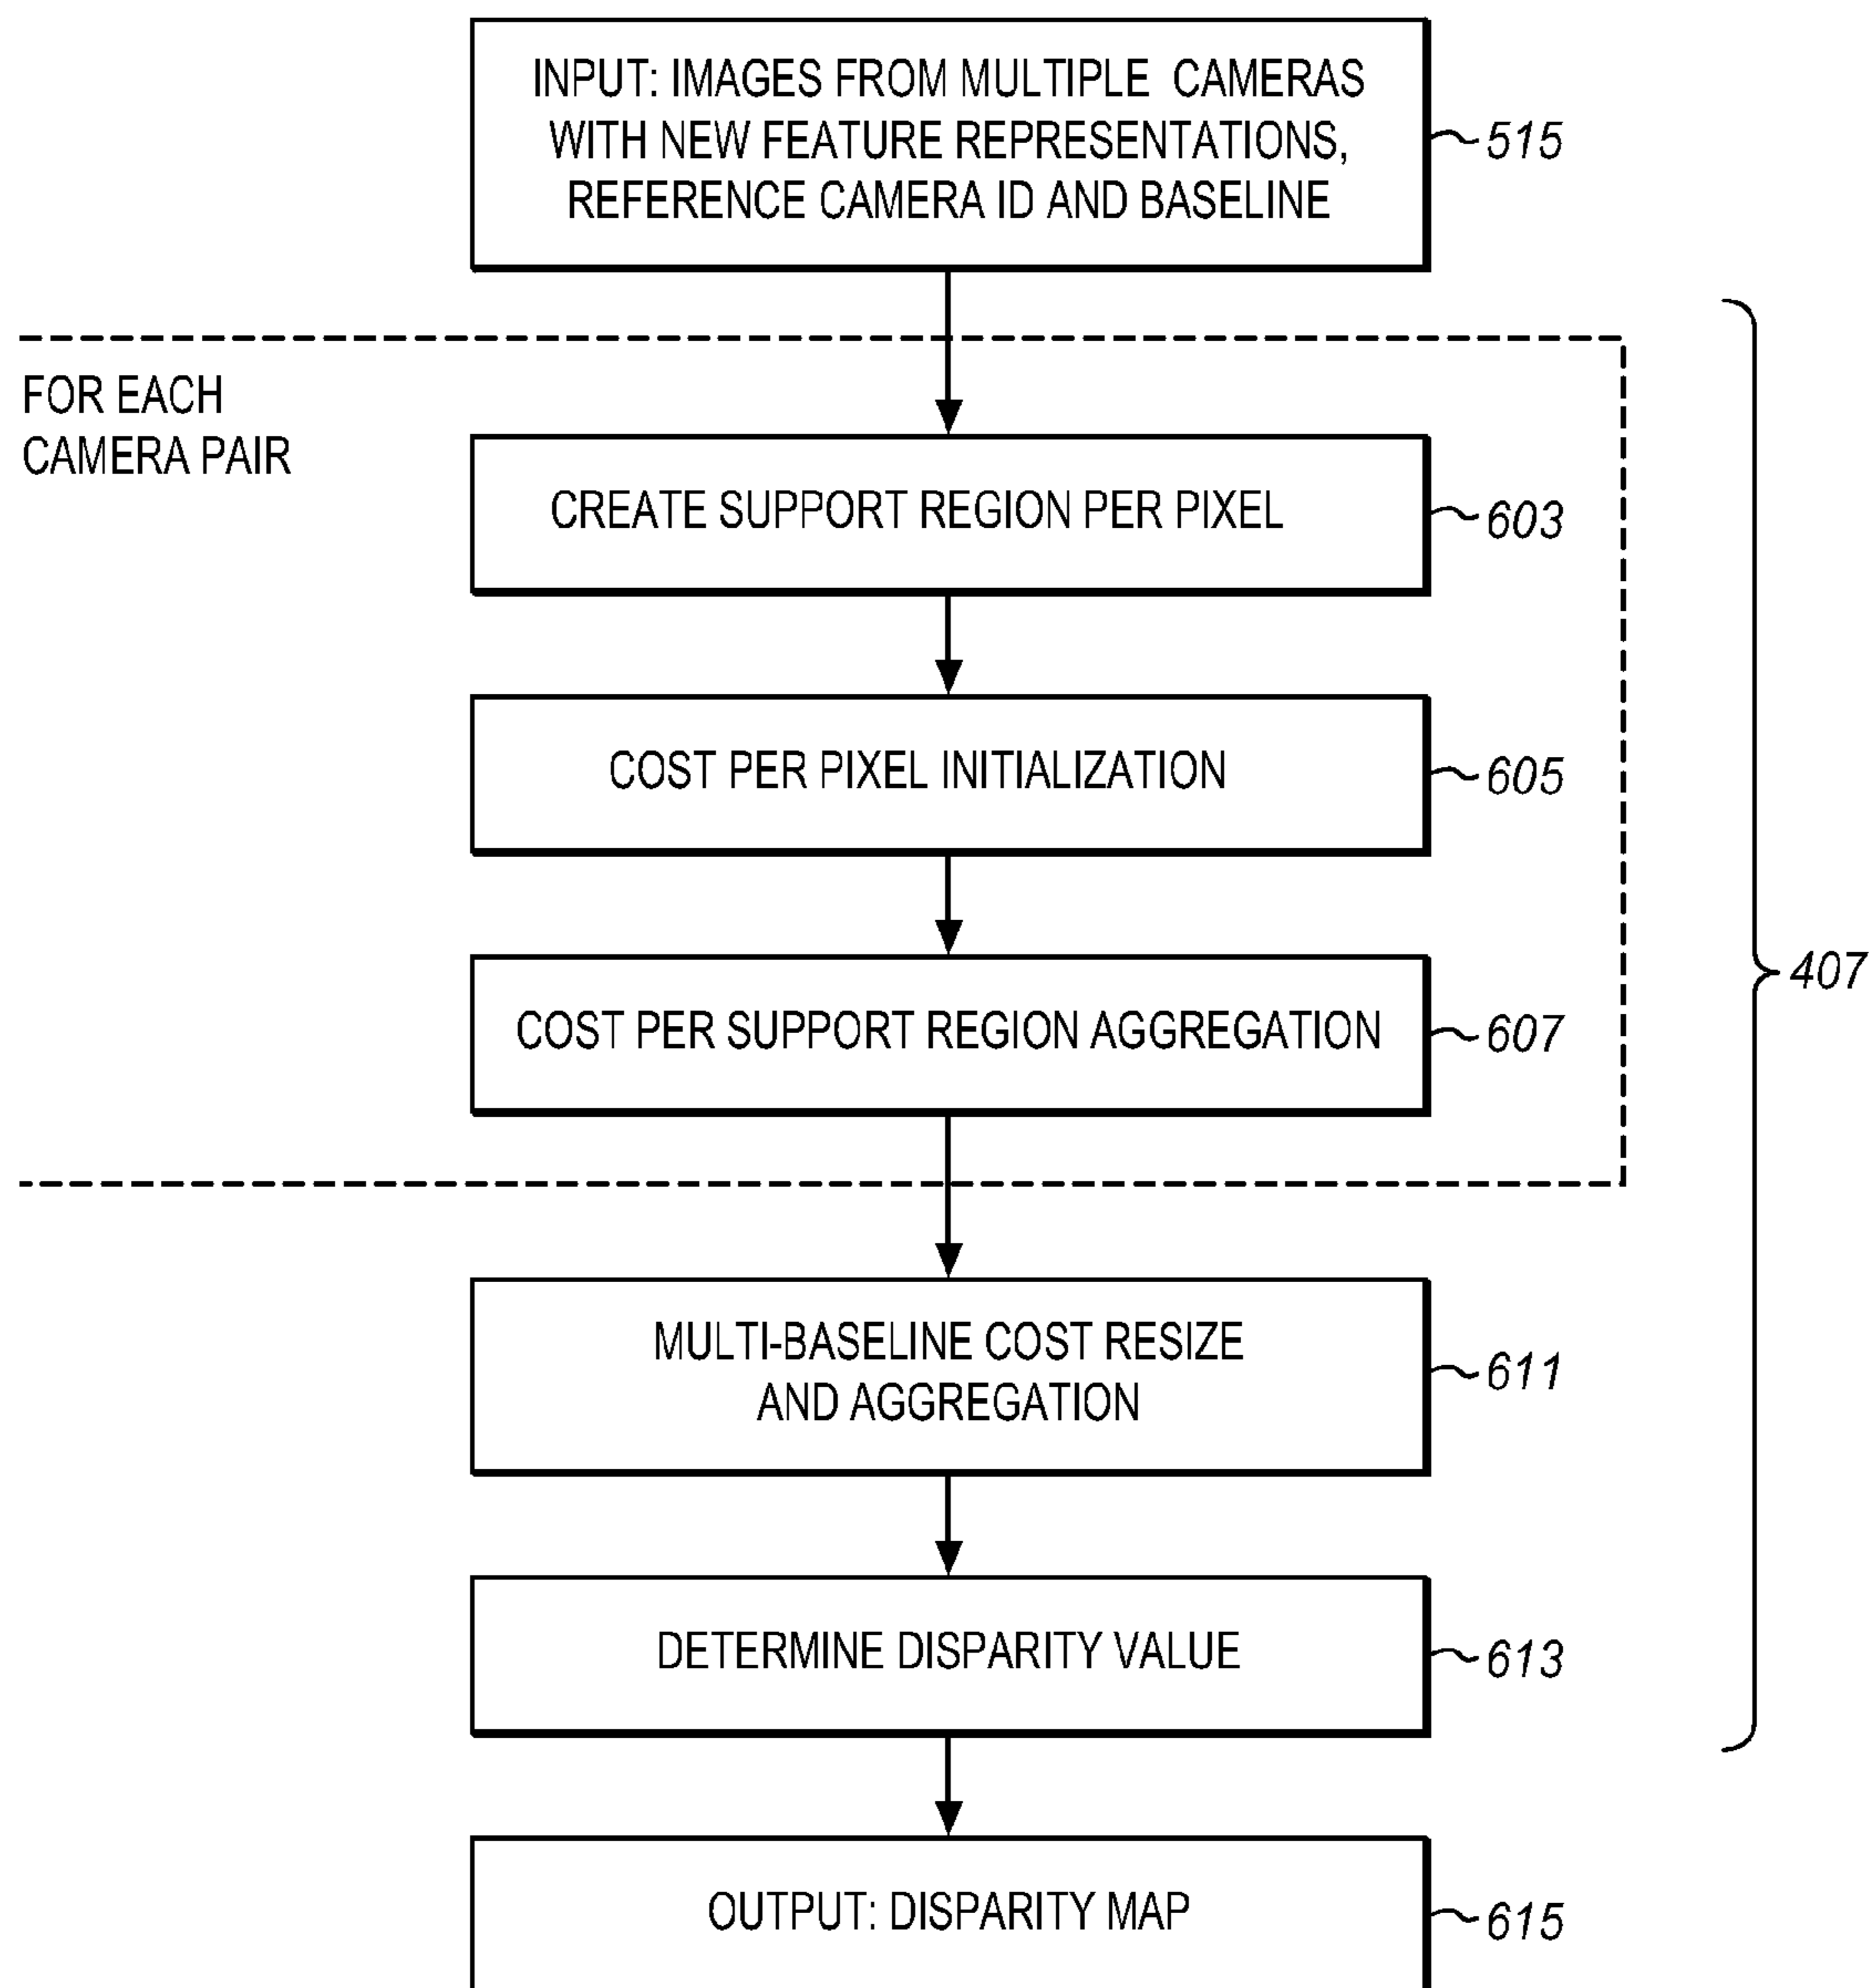 INPUT: IMAGES FROM MULTIPLE CAMERAS
WITH NEW FEATURE REPRESENTATIONS,
REFERENCE CAMERA ID AND BASELINE
515
FOR EACH
CAMERA PAIR
CREATE SUPPORT REGION PER PIXEL
603
COST PER PIXEL INITIALIZATION
605
COST PER SUPPORT REGION AGGREGATION
607
407
MULTI-BASELINE COST RESIZE
AND AGGREGATION
611
DETERMINE DISPARITY VALUE
613
OUTPUT: DISPARITY MAP
615